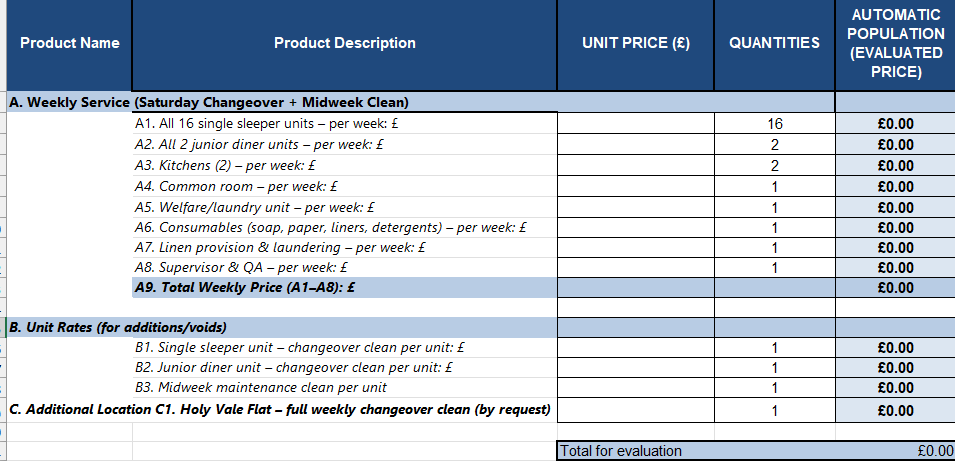 Product Name Product Description UNIT PRICE (£) QUANTITIES AUTOMATIC POPULATION (EVALUATED PRICE)
A. Weekly Service (Saturday Changeover + Midweek Clean)
A1. All 16 single sleeper units – per week: £ 16 £0.00
A2. All 2 junior diner units – per week: £ 2 £0.00
A3. Kitchens (2) – per week: £ 2 £0.00
A4. Common room – per week: £ 1 £0.00
A5. Welfare/laundry unit – per week: £ 1 £0.00
A6. Consumables (soap, paper, liners, detergents) – per week: £ 1 £0.00
A7. Linen provision & laundering – per week: £ 1 £0.00
A8. Supervisor & QA – per week: £ 1 £0.00
A9. Total Weekly Price (A1–A8): £ £0.00
B. Unit Rates (for additions/voids)
B1. Single sleeper unit – changeover clean per unit: £ 1 £0.00
B2. Junior diner unit – changeover clean per unit: £ 1 £0.00
B3. Midweek maintenance clean per unit 1 £0.00
C. Additional Location C1. Holy Vale Flat – full weekly changeover clean (by request) 1 £0.00
Total for evaluation £0.00